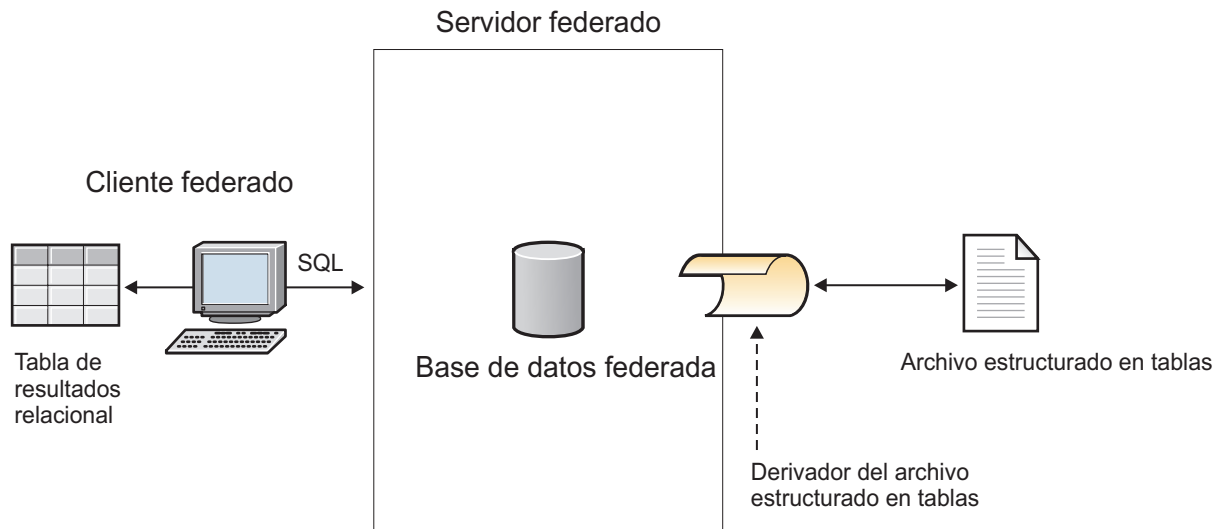 Servidor federado
Cliente federado
SQL
Tabla de
resultados
relacional
Base de datos federada
Archivo estructurado en tablas
Derivador del archivo
estructurado en tablas